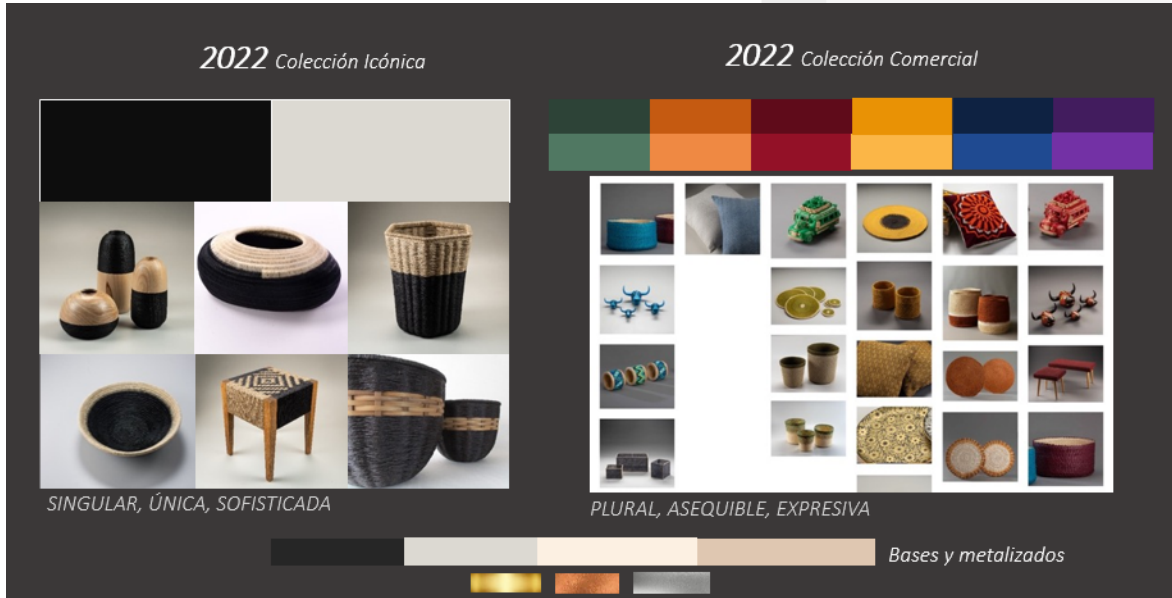 2022 Colección Icónica
2022 Colección Comercial
SINGULAR, ÚNICA, SOFISTICADA
PLURAL, ASEQUIBLE, EXPRESIVA
Bases y metalizados